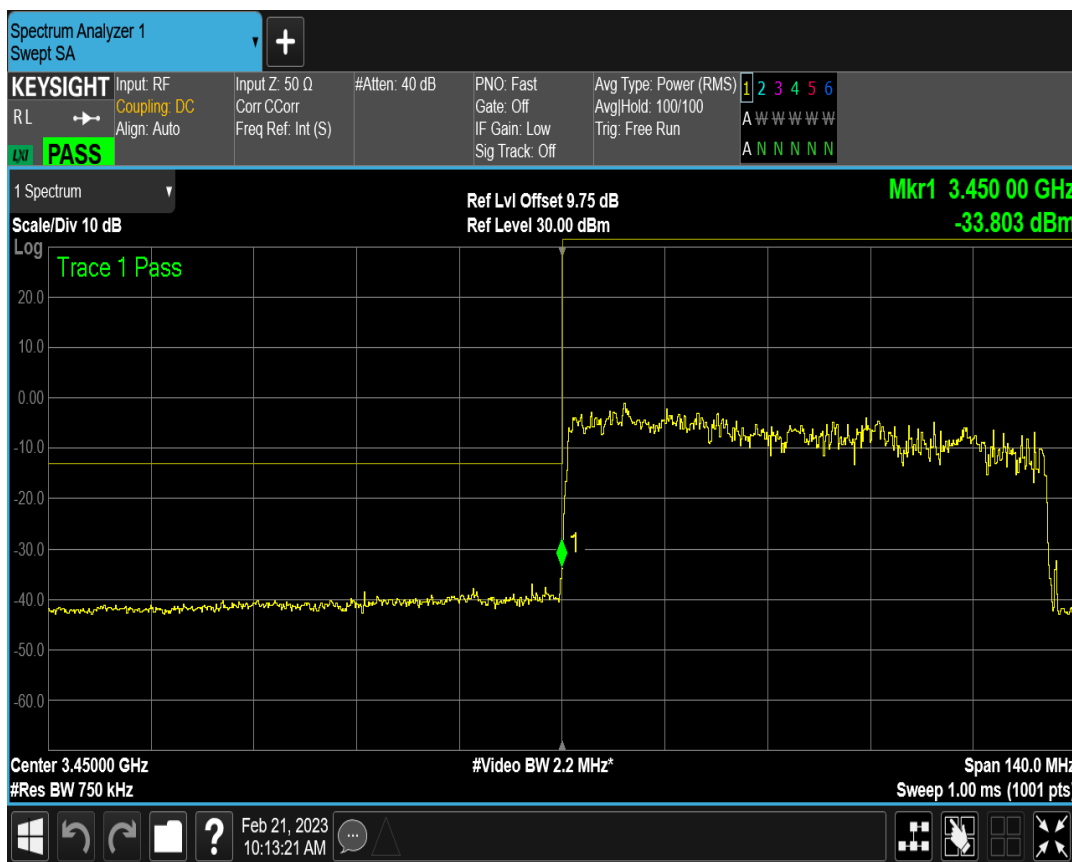 Spectrum Analyzer 1
Swept SA
KEYSIGHT
RL
LXI PASS
Input: RF
Coupling: DC
Align: Auto
Input Z: 50 Ω
Corr CCorr
Freq Ref: Int (S)
#Atten: 40 dB
PNO: Fast
Gate: Off
IF Gain: Low
Sig Track: Off
Avg Type: Power (RMS)
Avg|Hold: 100/100
Trig: Free Run
1 2 3 4 5 6
A W W W W W
A N N N N N
1 Spectrum
Scale/Div 10 dB
Ref Lvl Offset 9.75 dB
Ref Level 30.00 dBm
Mkr1 3.450 00 GHz
-33.803 dBm
Log
Trace 1 Pass
20.0
10.0
0.00
-10.0
-20.0
-30.0
-40.0
-50.0
-60.0
1
Center 3.45000 GHz
#Res BW 750 kHz
#Video BW 2.2 MHz*
Span 140.0 MHz
Sweep 1.00 ms (1001 pts)
?
Feb 21, 2023
10:13:21 AM